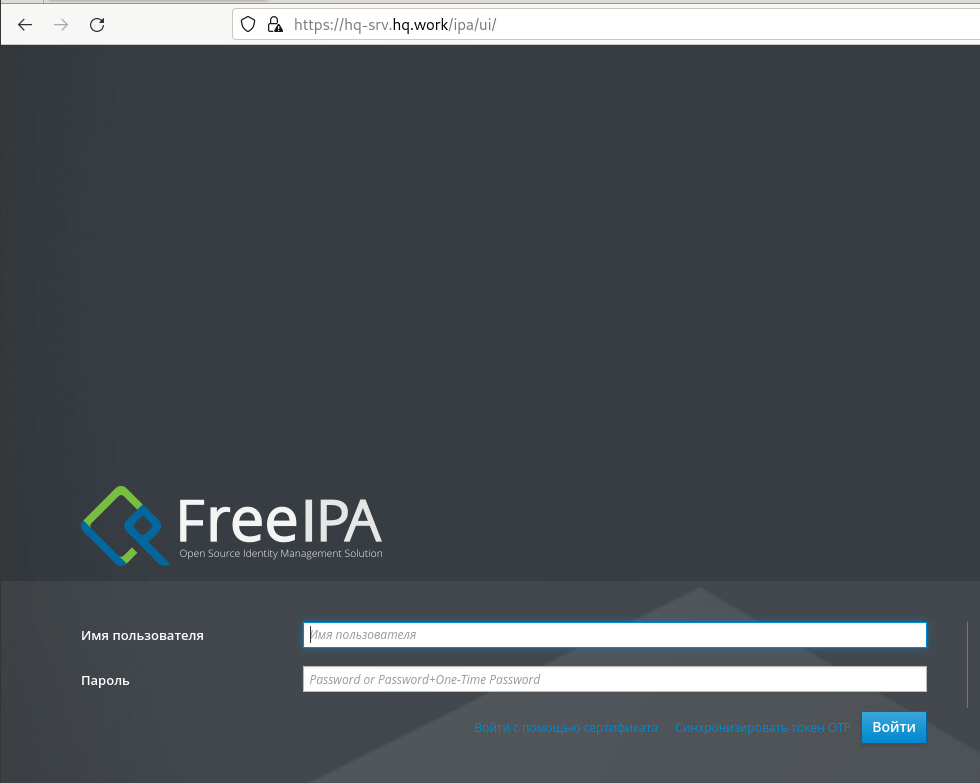 https://hq-srv.hq.work/ipa/ui/
FreeIPA
Open Source Identity Management Solution
Имя пользователя
Имя пользователя
Пароль
Password or Password+One-Time Password
Войти с помощью сертификата
Синхронизировать токен OTP
Войти